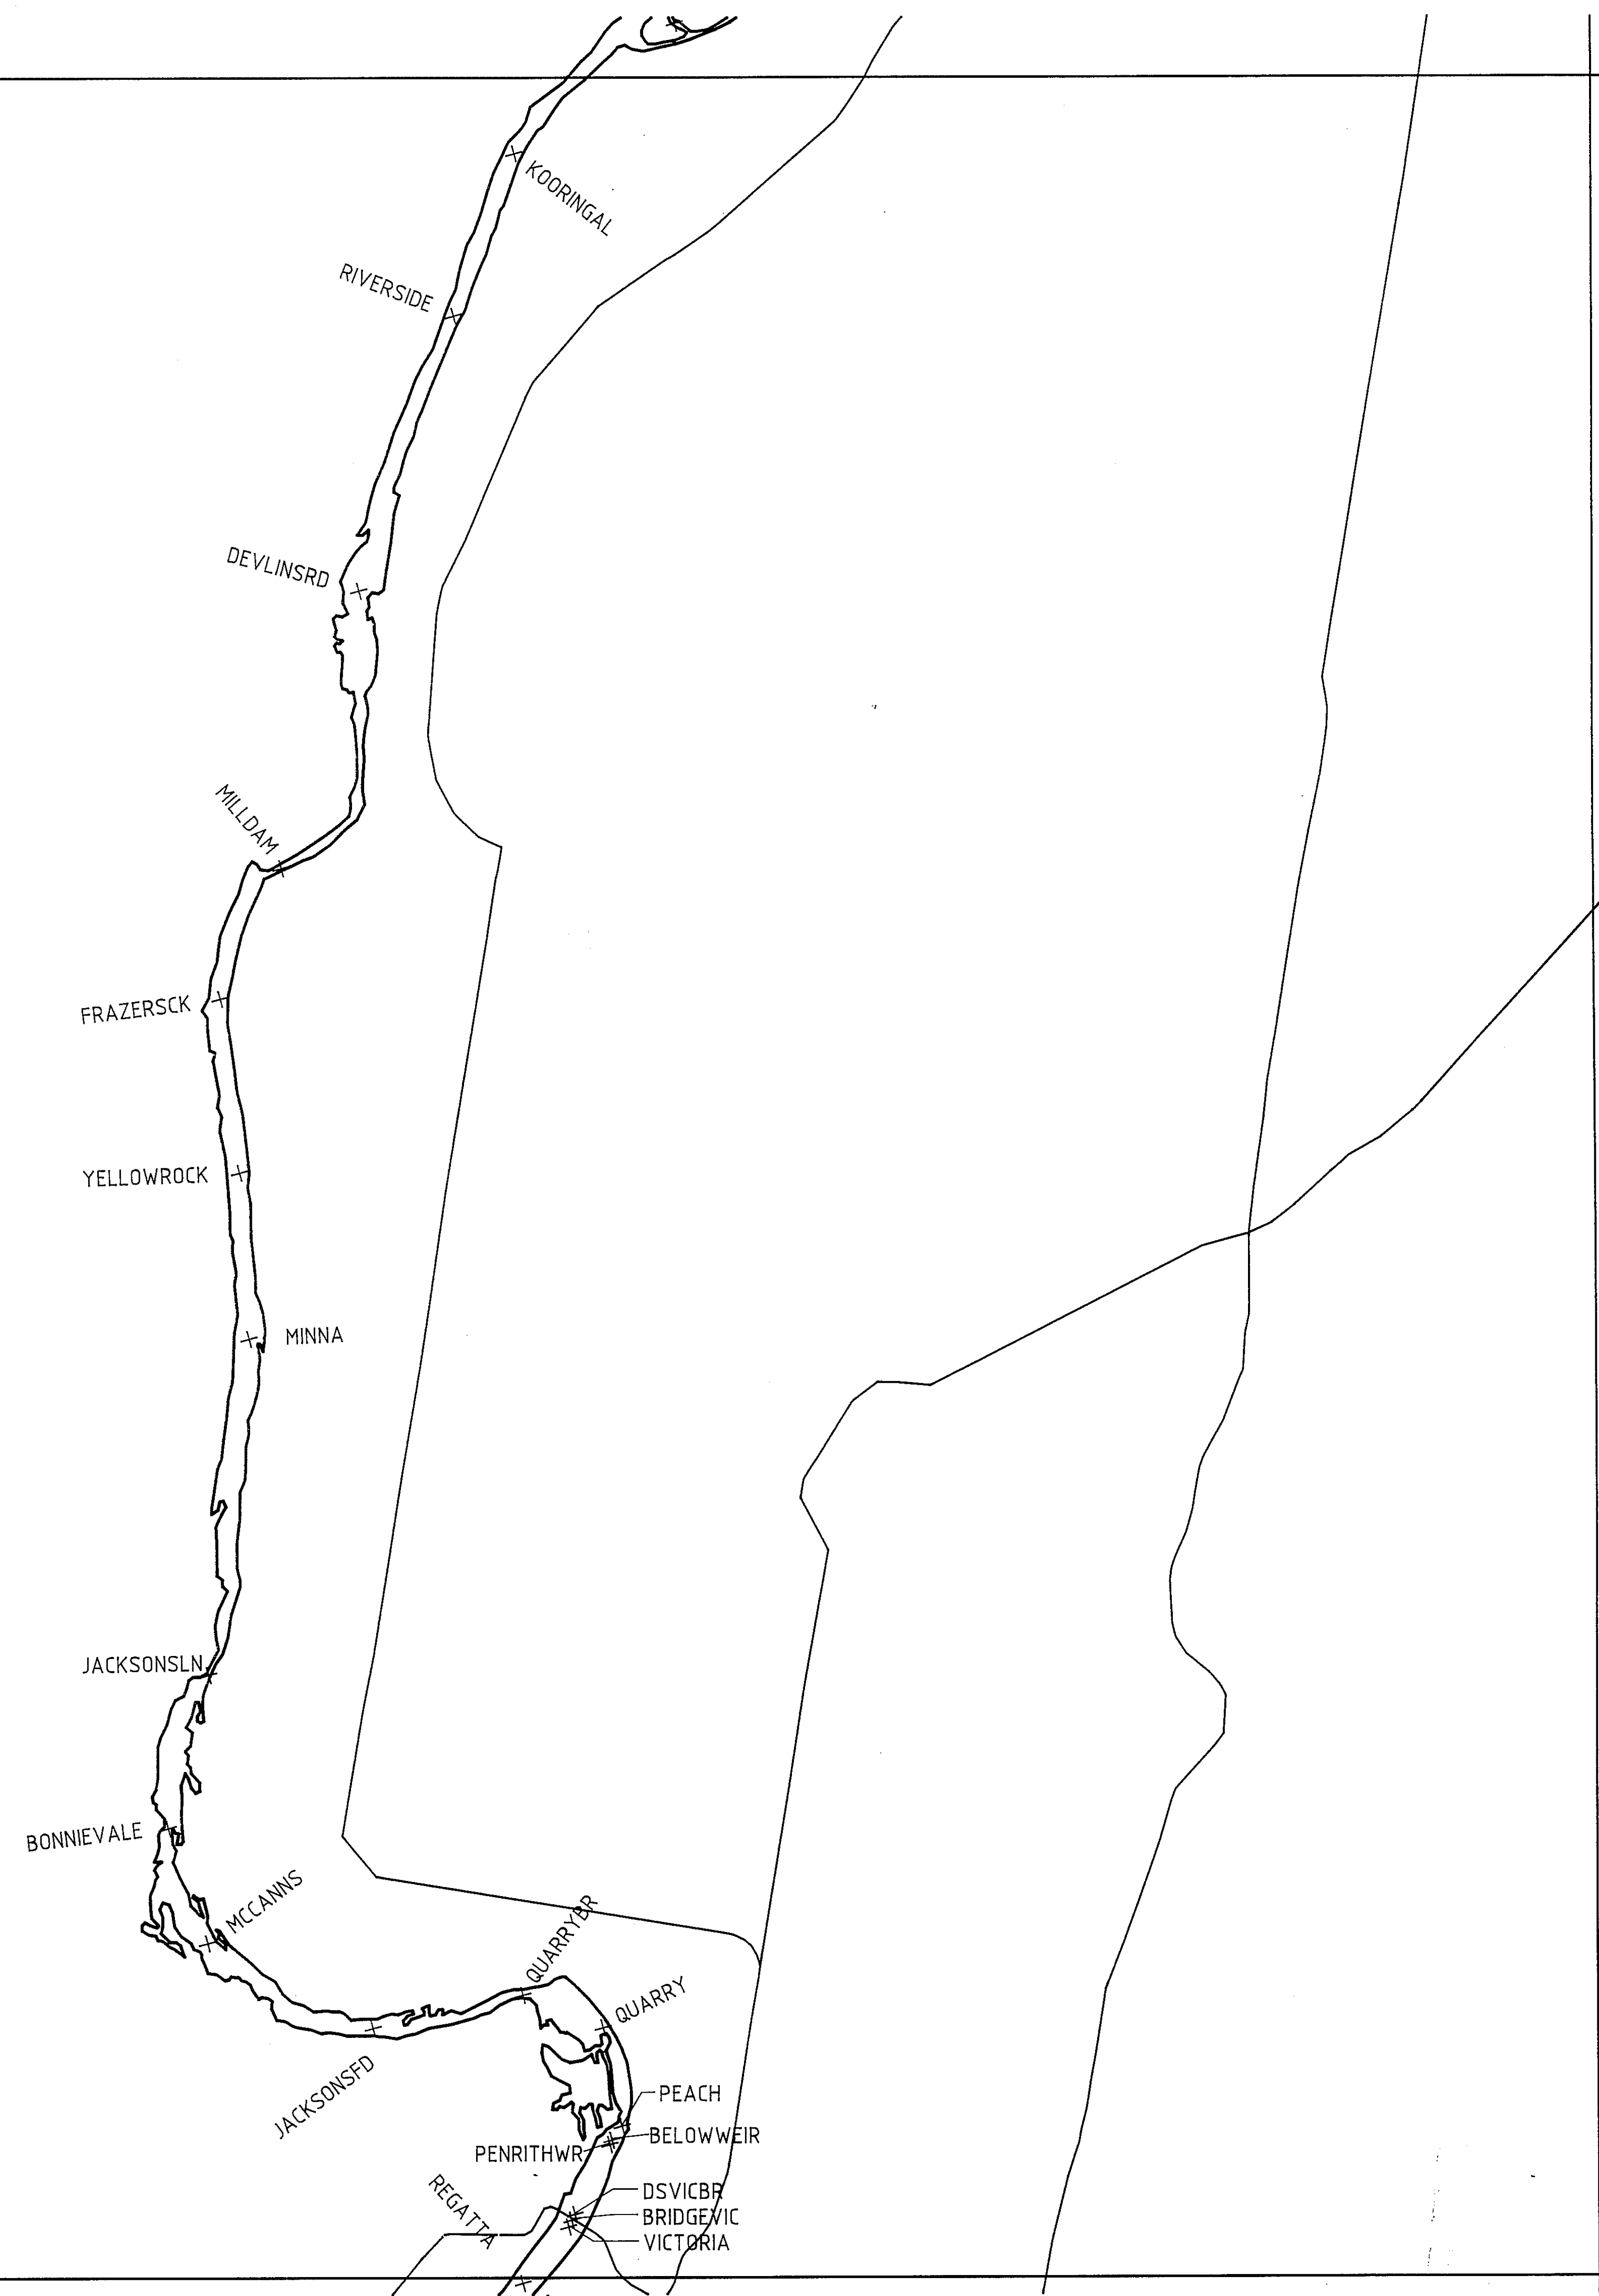 KOORINGAL
RIVERSIDE
DEVLINSRD
MILLDAM
FRAZERSCK
YELLOWROCK
MINNA
JACKSONSLN
BONNIEVALE
MCCANNS
QUARRYBR
QUARRY
JACKSONSFD
PEACH
BELOWWEIR
PENRITHWR
REGATTA
DSVICBR
BRIDGEVIC
VICTORIA